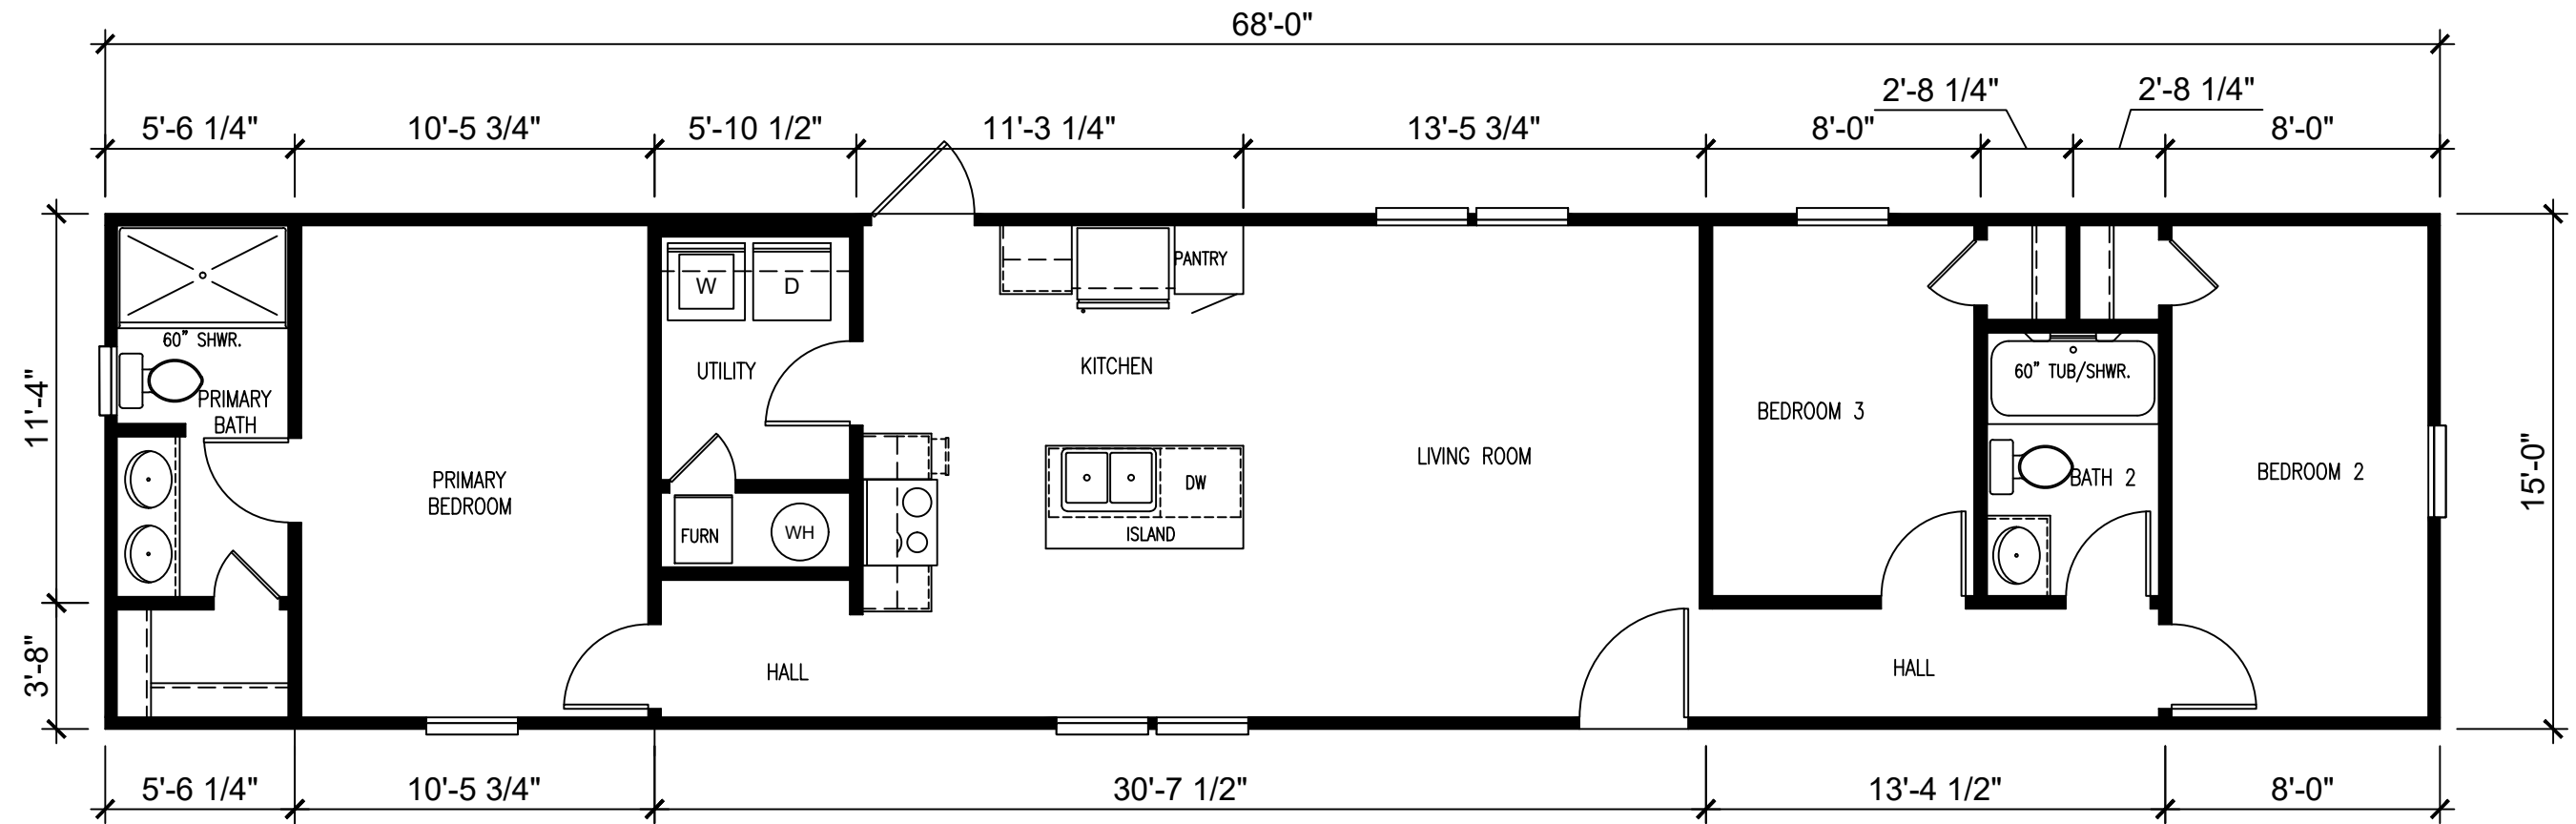 68'-0"
2'-8 1/4"
2'-8 1/4"
5'-6 1/4"
10'-5 3/4"
5'-10 1/2"
11'-3 1/4"
13'-5 3/4"
8'-0"
8'-0"
11'-4"
3'-8"
15'-0"
60" SHWR.
PRIMARY
BATH
PRIMARY
BEDROOM
W
D
UTILITY
FURN
WH
HALL
PANTRY
KITCHEN
DW
ISLAND
LIVING ROOM
BEDROOM 3
60" TUB/SHWR.
BATH 2
BEDROOM 2
HALL
5'-6 1/4"
10'-5 3/4"
30'-7 1/2"
13'-4 1/2"
8'-0"